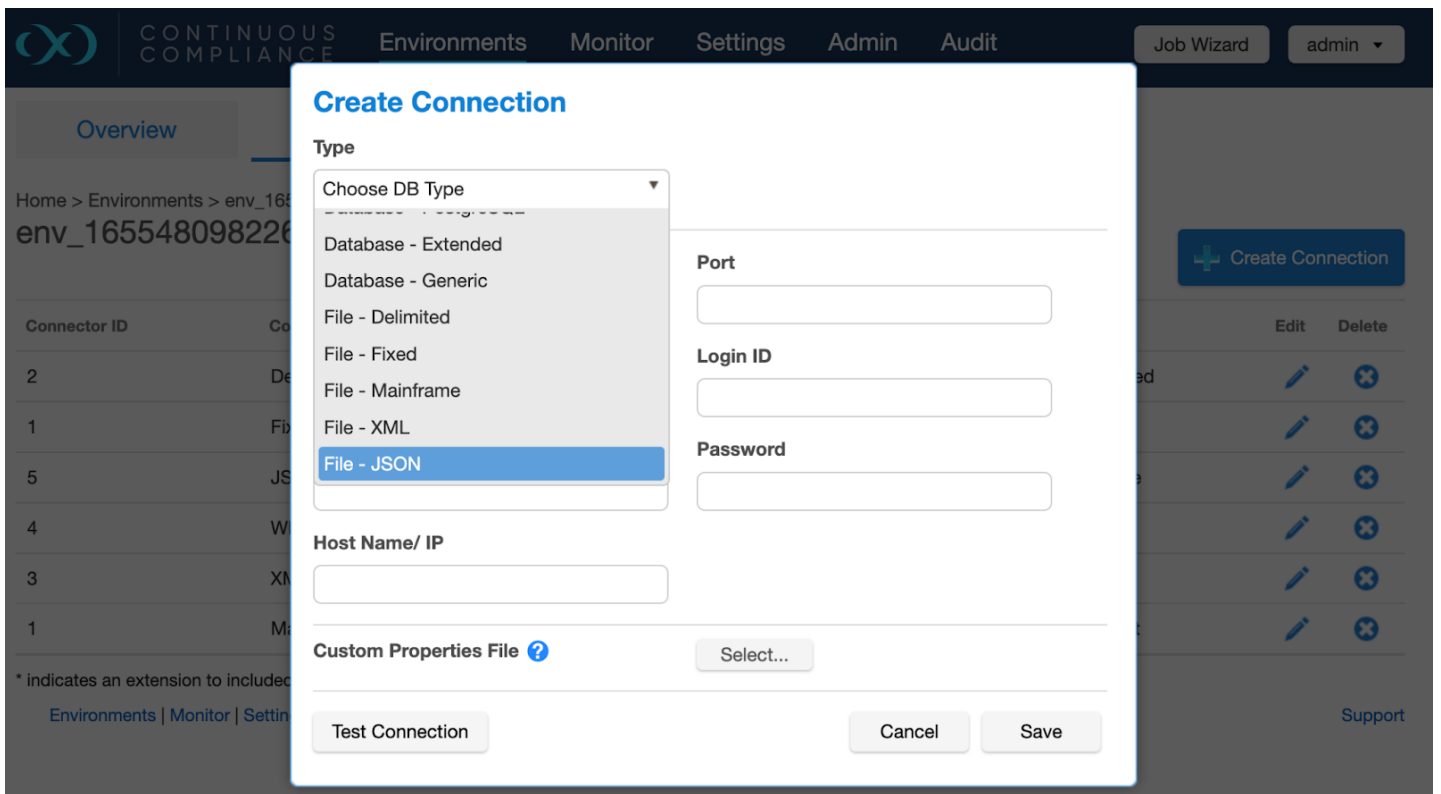 CONTINUOUS
COMPLIANCE
Environments Monitor Settings Admin Audit
Job Wizard
admin
Create Connection
Overview
Type
Choose DB Type
Database - Extended
Database - Generic
File - Delimited
File - Fixed
File - Mainframe
File - XML
File - JSON
Home > Environments > env_165
env_16554809822
Port
Create Connection
Login ID
Password
Host Name/ IP
Connector ID
Edit Delete
2
1
5
4
3
1
Custom Properties File ?
Select...
* indicates an extension to included
Environments | Monitor |
Support
Test Connection
Cancel
Save